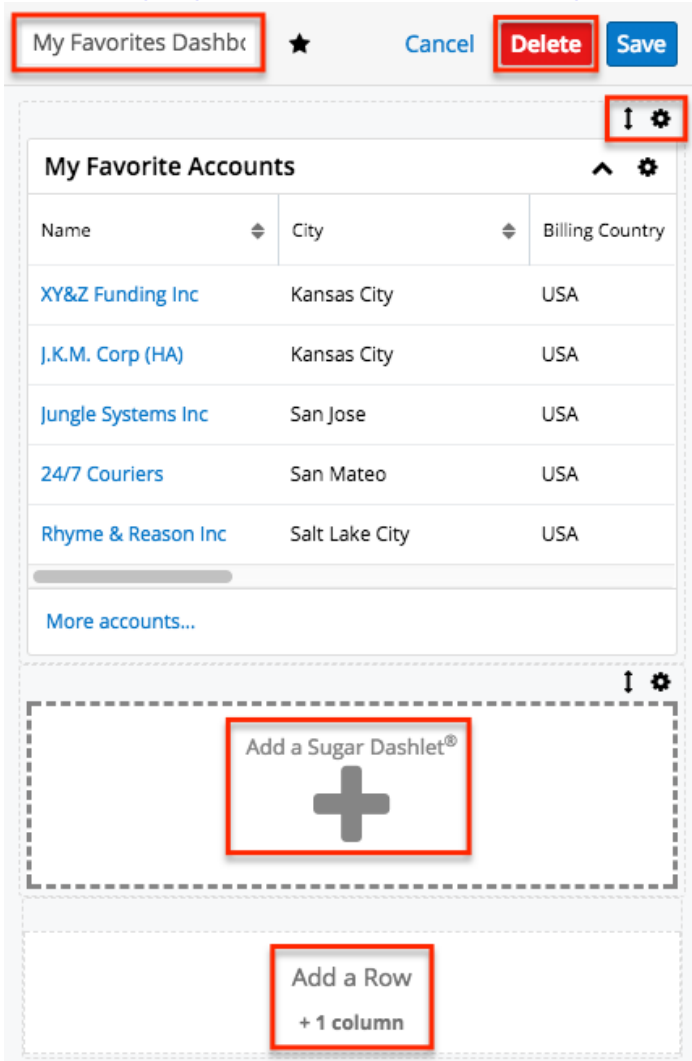 My Favorites Dashbo
Cancel
Delete
Save
My Favorite Accounts
Name City Billing Country
XY&Z Funding Inc Kansas City USA
J.K.M. Corp (HA) Kansas City USA
Jungle Systems Inc San Jose USA
24/7 Couriers San Mateo USA
Rhyme & Reason Inc Salt Lake City USA
More accounts...
Add a Sugar Dashlet®
Add a Row
+ 1 column